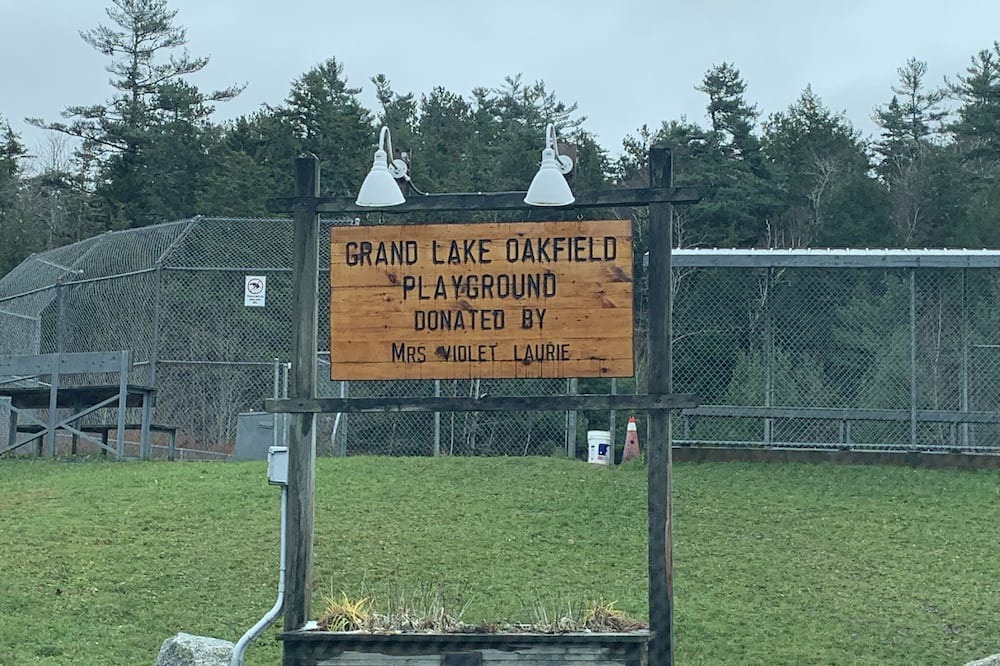 GRAND LAKE OAKFIELD
PLAYGROUND
DONATED BY
MRS VIOLET LAURIE